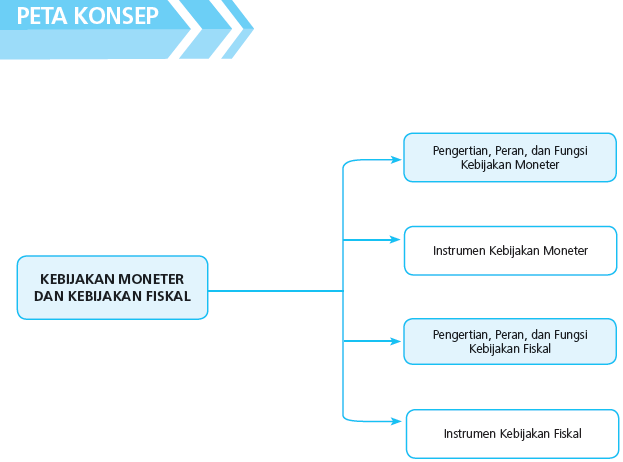 PETA KONSEP
Pengertian, Peran, dan Fungsi
Kebijakan Moneter
Instrumen Kebijakan Moneter
KEBIJAKAN MONETER
DAN KEBIJAKAN FISKAL
Pengertian, Peran, dan Fungsi
Kebijakan Fiskal
Instrumen Kebijakan Fiskal